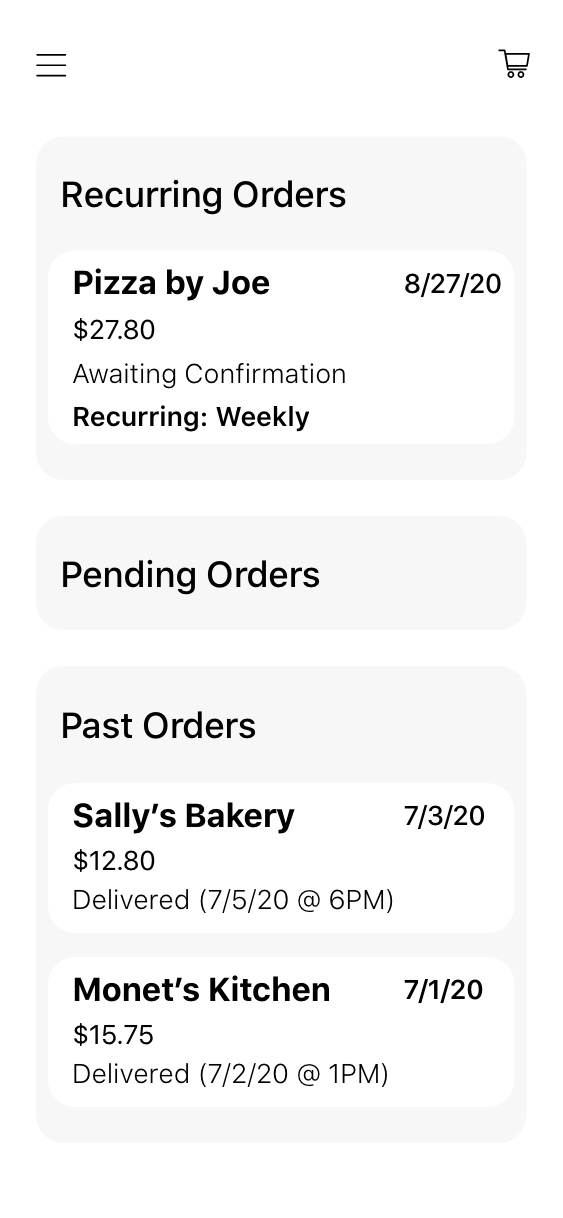 Recurring Orders
Pizza by Joe 8/27/20
$27.80
Awaiting Confirmation
Recurring: Weekly
Pending Orders
Past Orders
Sally’s Bakery 7/3/20
$12.80
Delivered (7/5/20 @ 6PM)
Monet’s Kitchen 7/1/20
$15.75
Delivered (7/2/20 @ 1PM)